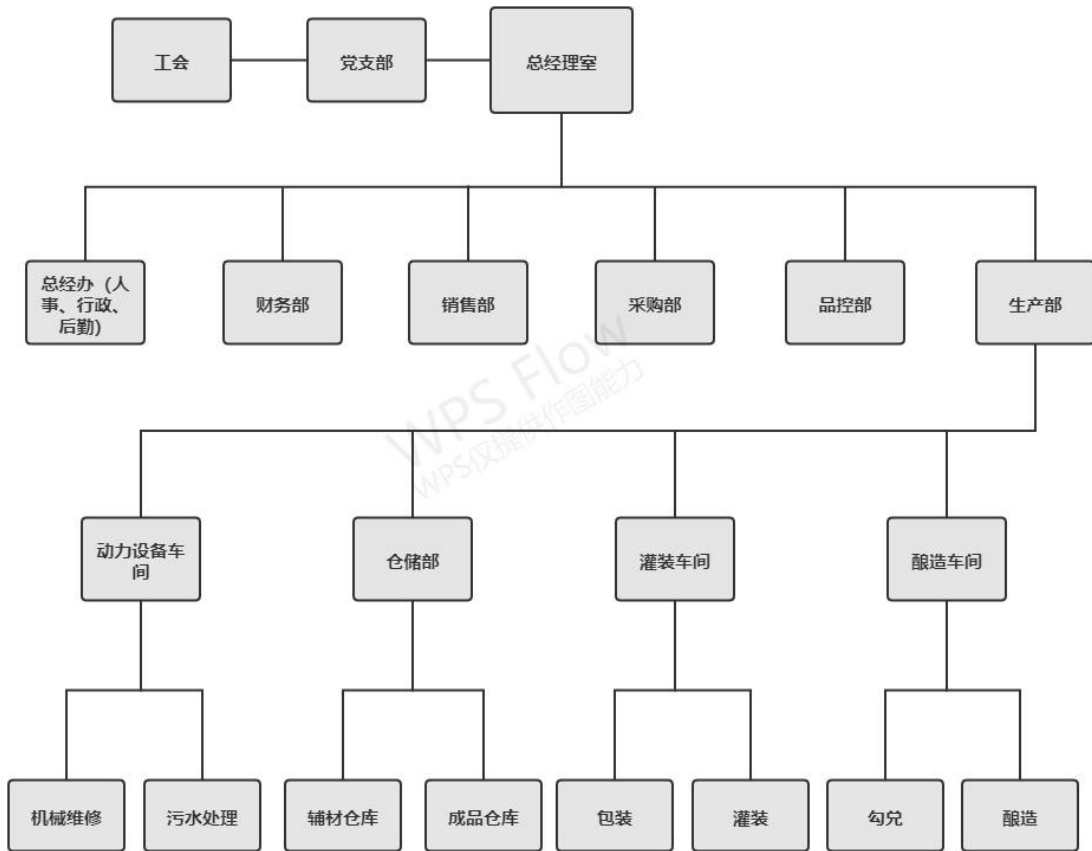 工会
党支部
总经理室
总经办（人
事、行政、
后勤）
财务部
销售部
采购部
品控部
生产部
WPS Flow
WPS仅提供作图能力
动力设备车
间
仓储部
灌装车间
酿造车间
机械维修
污水处理
辅材仓库
成品仓库
包装
灌装
勾兑
酿造